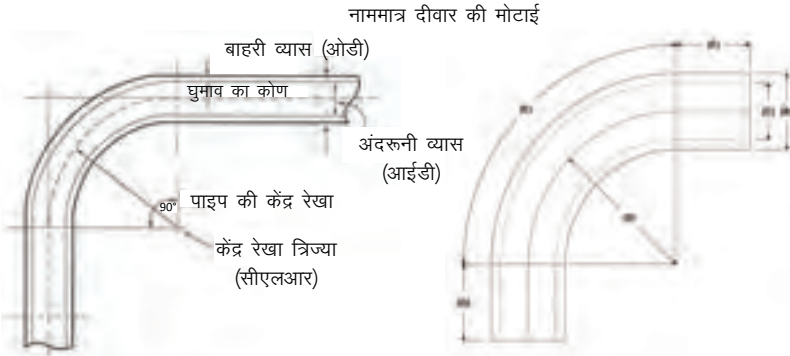 नाममात्र दीवार की मोटाई
बाहरी व्यास (ओडी)
घुमाव का कोण
अंदरूनी व्यास
(आईडी)
90°
पाइप की केंद्र रेखा
केंद्र रेखा त्रिज्या
(सीएलआर)